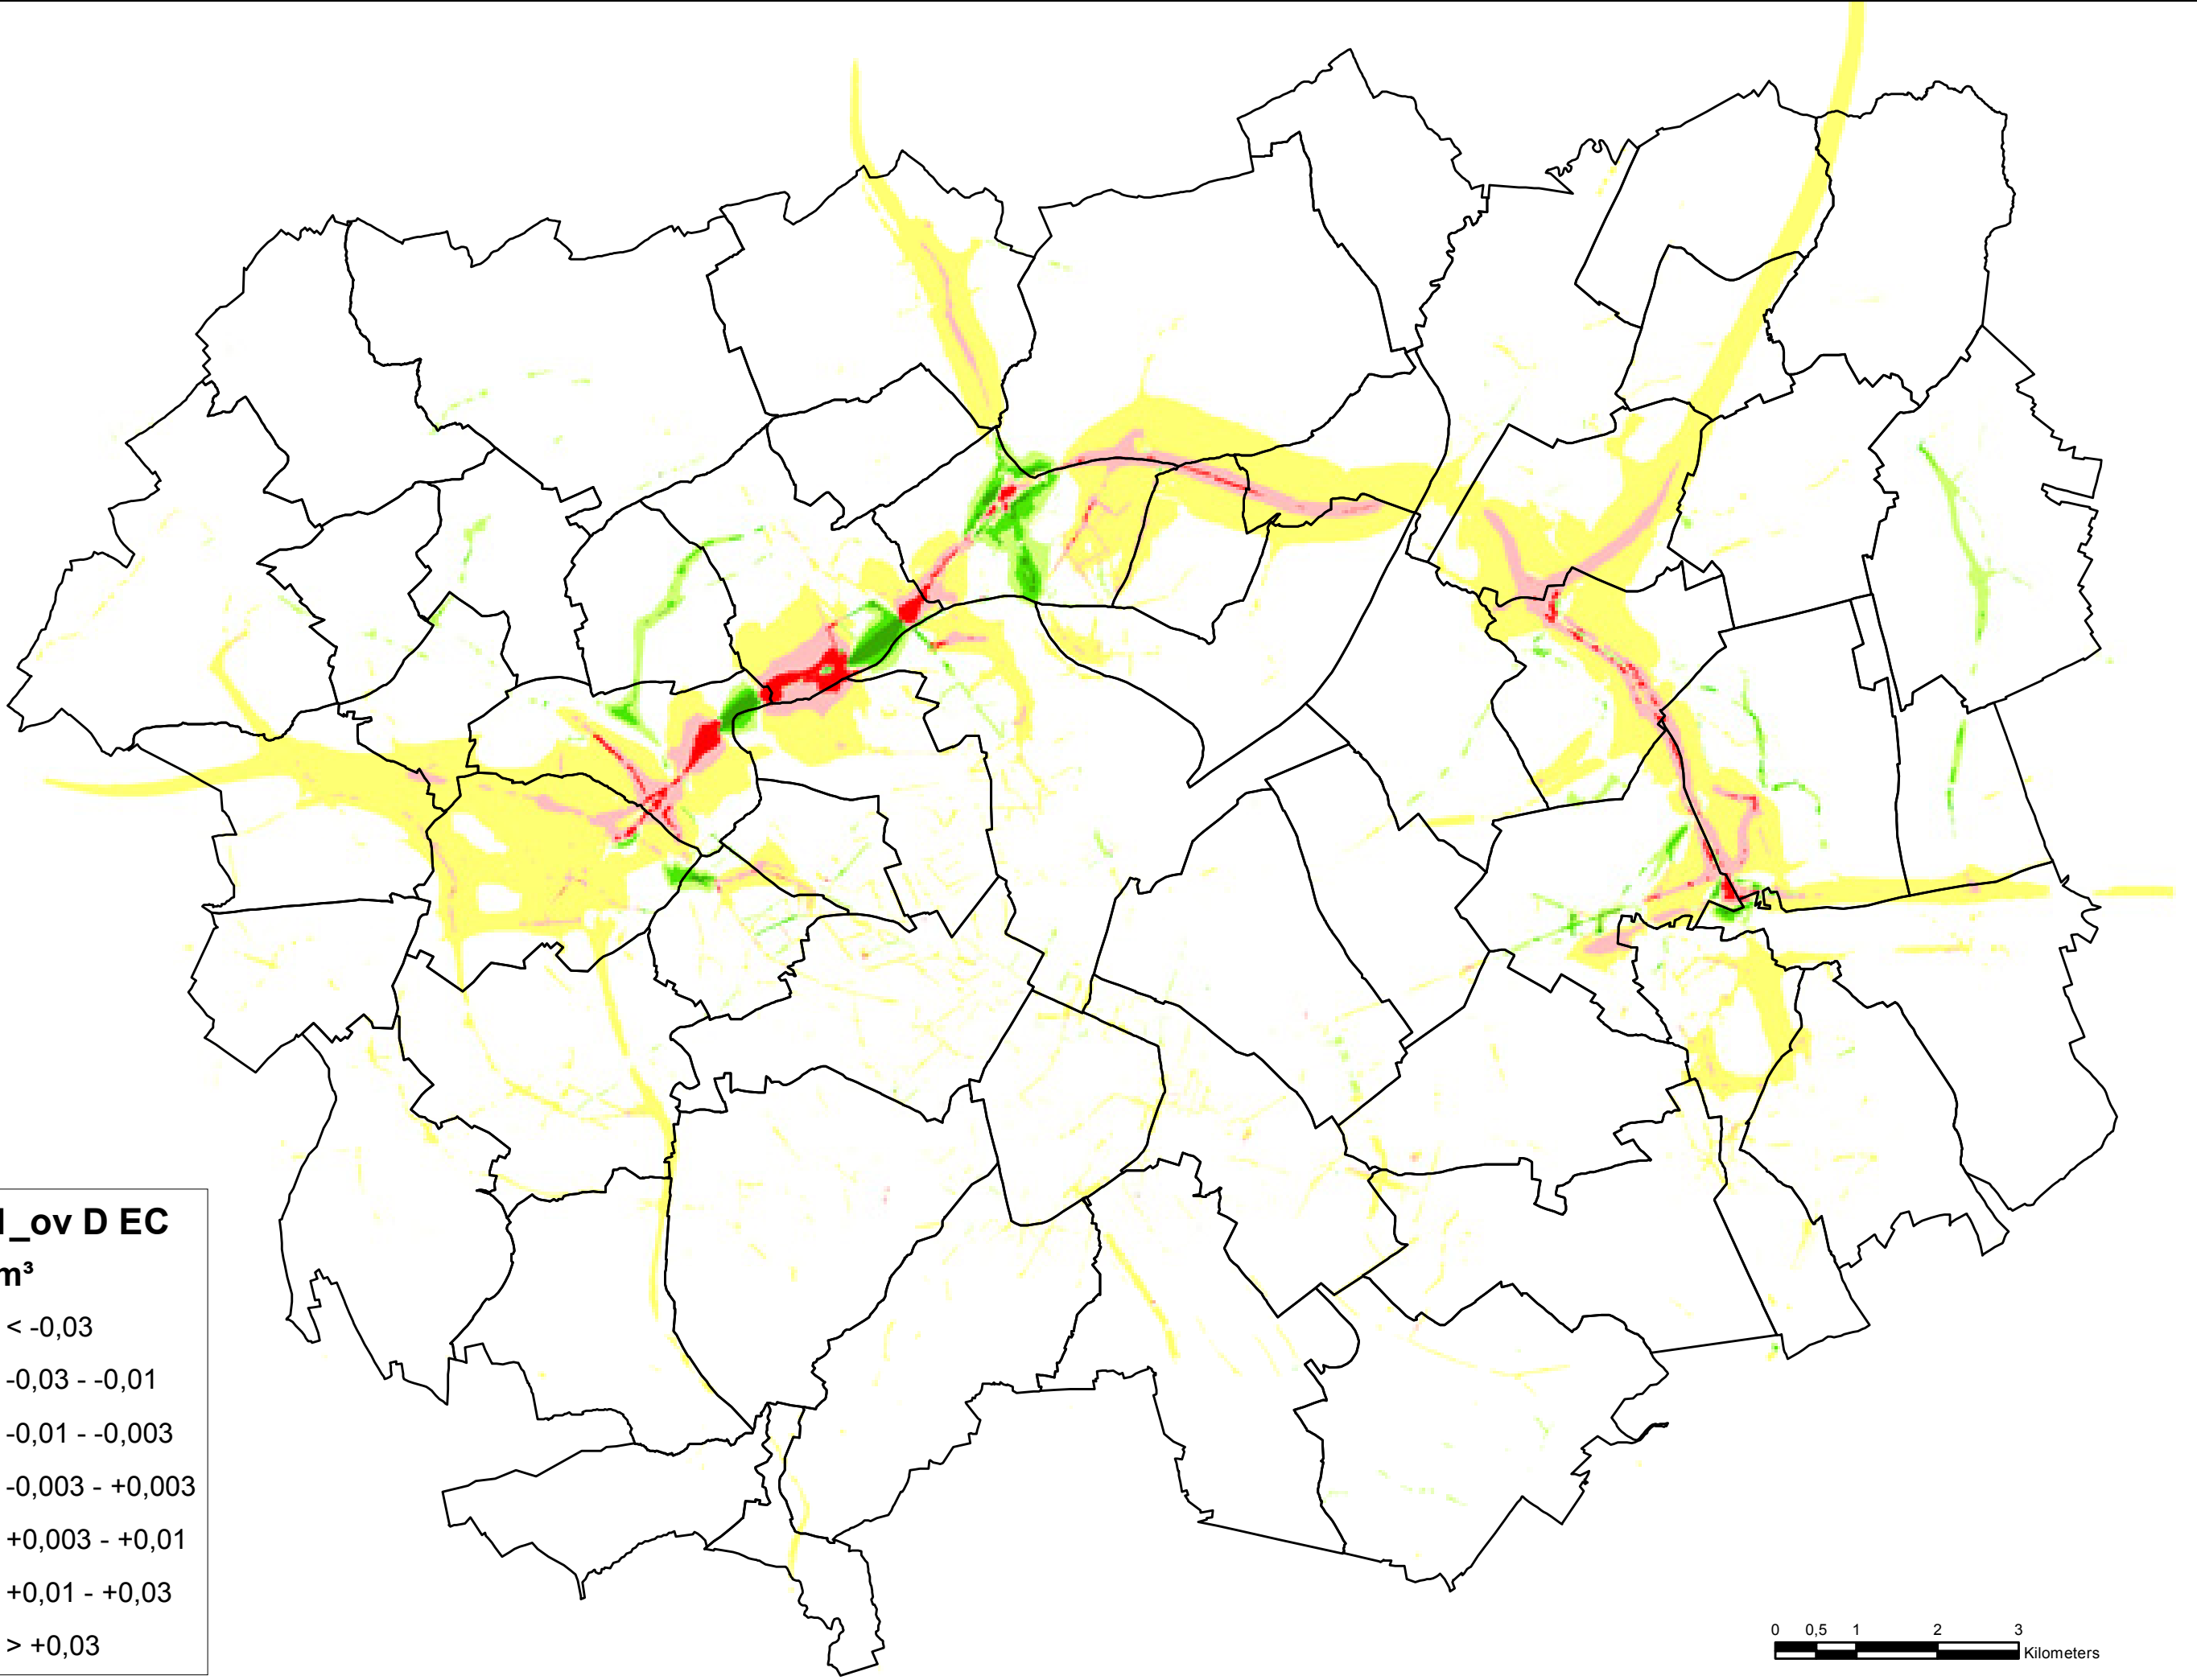 _ov D EC
m³
< -0,03
-0,03 - -0,01
-0,01 - -0,003
-0,003 - +0,003
+0,003 - +0,01
+0,01 - +0,03
> +0,03
0 0,5 1 2 3
Kilometers